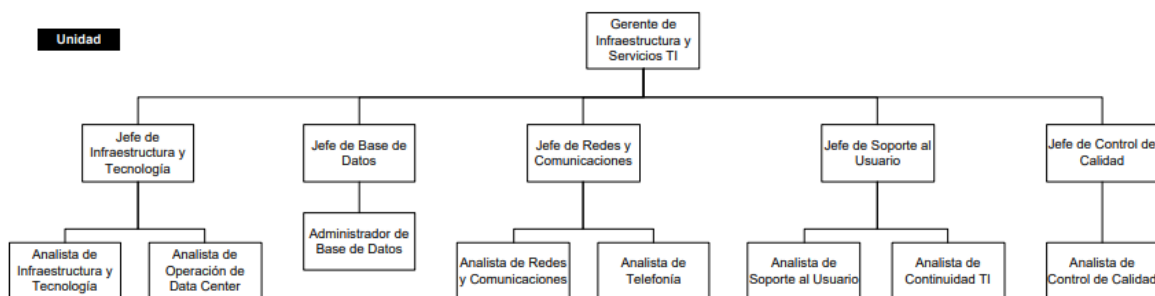 Unidad
Gerente de
Infraestructura y
Servicios TI
Jefe de
Infraestructura y
Tecnología
Jefe de Base de
Datos
Jefe de Redes y
Comunicaciones
Jefe de Soporte al
Usuario
Jefe de Control de
Calidad
Analista de
Infraestructura y
Tecnología
Analista de
Operación de
Data Center
Administrador de
Base de Datos
Analista de Redes
y Comunicaciones
Analista de
Telefonía
Analista de
Soporte al Usuario
Analista de
Continuidad TI
Analista de
Control de Calidad